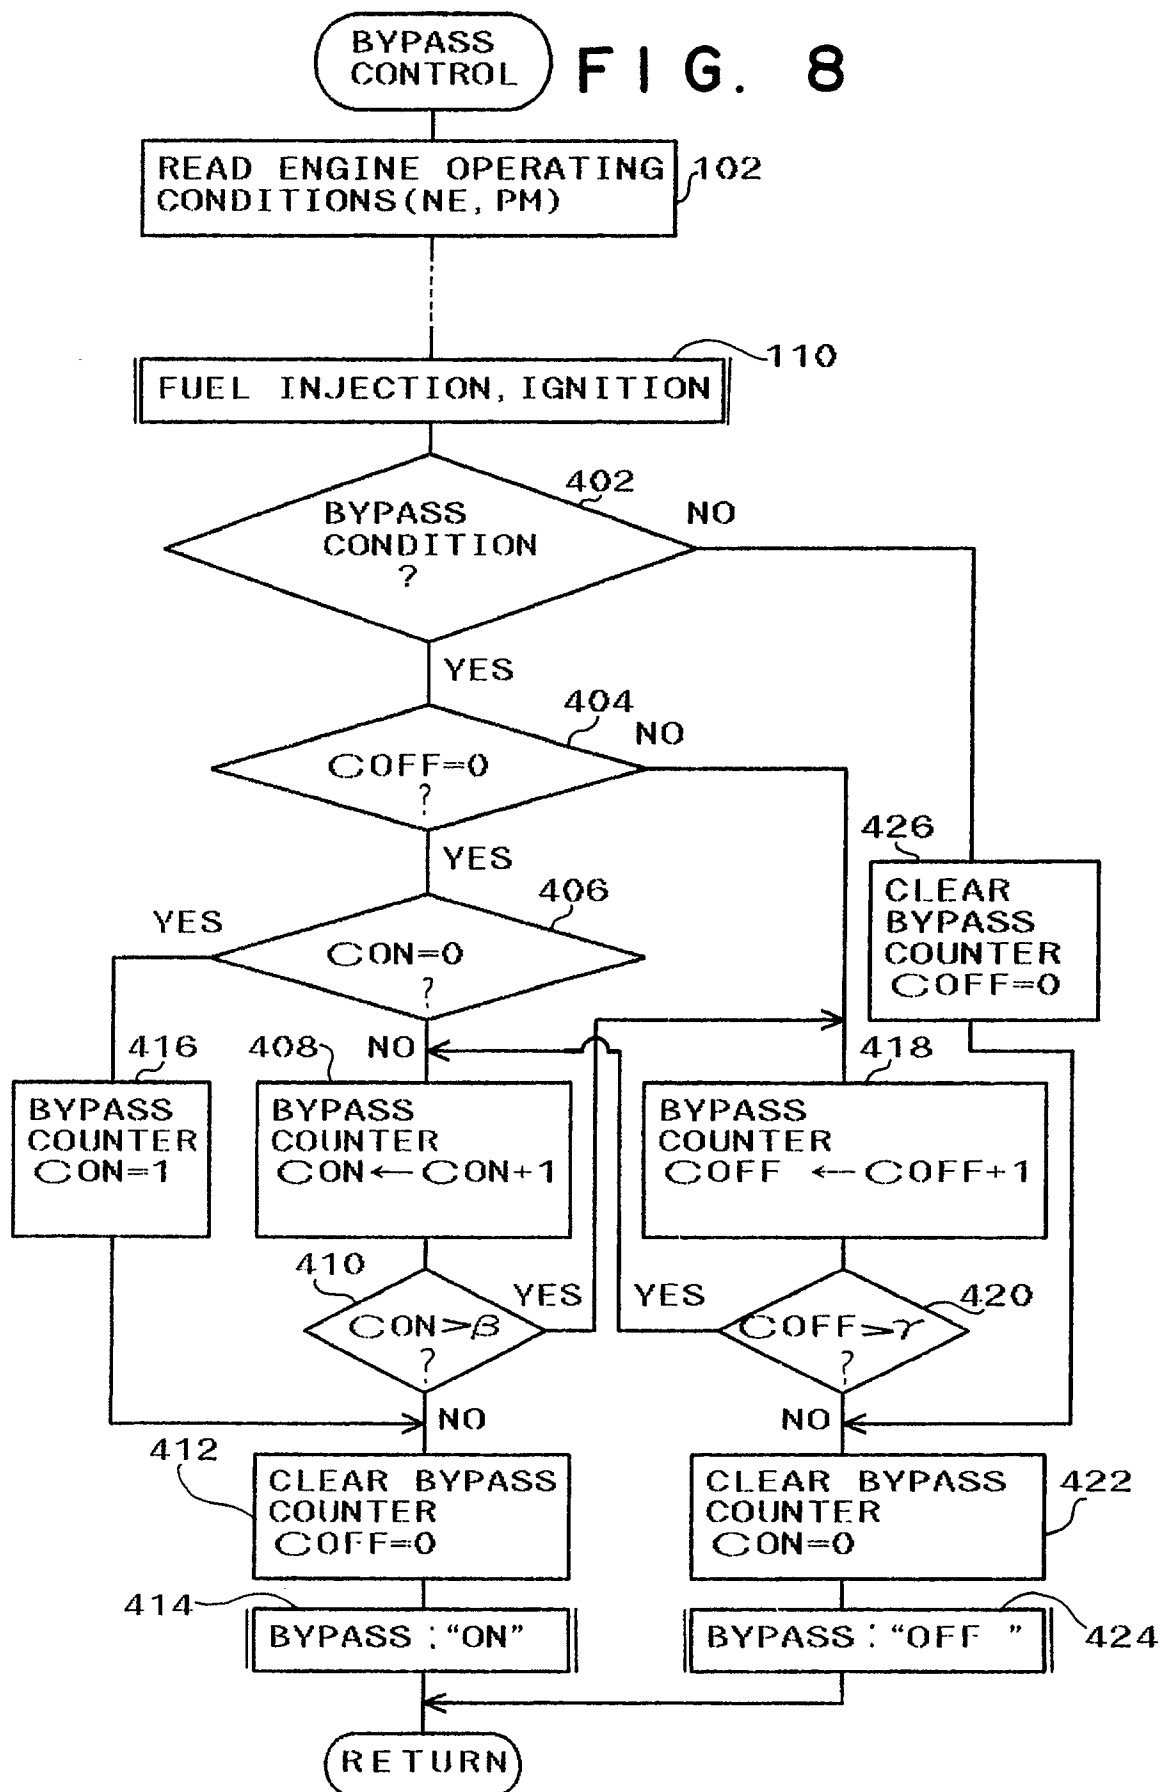 BYPASS
CONTROL
FIG. 8
READ ENGINE OPERATING
CONDITIONS(NE, PM)
102
110
FUEL INJECTION, IGNITION
402
BYPASS
CONDITION
?
NO
YES
404
COFF=0
?
NO
YES
406
CON=0
?
YES
NO
426
CLEAR
BYPASS
COUNTER
COFF=0
416
BYPASS
COUNTER
CON=1
408
BYPASS
COUNTER
CON←CON+1
418
BYPASS
COUNTER
COFF ←COFF+1
410
CON>β
?
YES
NO
420
COFF>γ
?
YES
NO
412
CLEAR BYPASS
COUNTER
COFF=0
CLEAR BYPASS
COUNTER
CON=0
422
414
BYPASS : “ON”
BYPASS : “OFF ”
424
RETURN